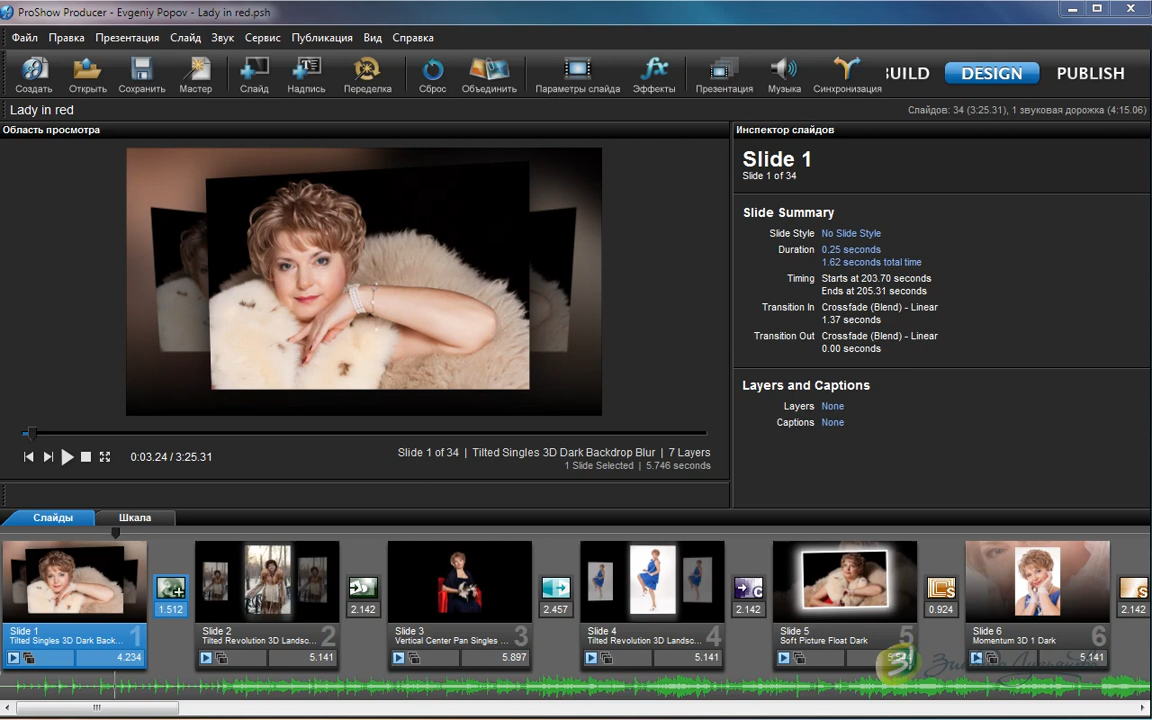 ProShow Producer - Evgeniy Popov - Lady in red.psh
Файл Правка Презентация Слайд Звук Сервис Публикация Вид Справка
Создать Открыть Сохранить Мастер Слайд Надпись Переделка Сброс Объединить Параметры слайда Эффекты Презентация Музыка Синхронизация
UILD DESIGN PUBLISH
Lady in red
Слайдов: 34 (3:25.31), 1 звуковая дорожка (4:15.06)
Область просмотра
Инспектор слайдов
Slide 1
Slide 1 of 34
Slide Summary
Slide Style No Slide Style
Duration 0.25 seconds
1.62 seconds total time
Timing Starts at 203.70 seconds
Ends at 205.31 seconds
Transition In Crossfade (Blend) - Linear
1.37 seconds
Transition Out Crossfade (Blend) - Linear
0.00 seconds
Layers and Captions
Layers None
Captions None
0:03.24 / 3:25.31
Slide 1 of 34 | Tilted Singles 3D Dark Backdrop Blur | 7 Layers
1 Slide Selected | 5.746 seconds
Слайды Шкала
1.512 2.142 2.457 2.142 0.924 2.142
Slide 1
Tilted Singles 3D Dark Back...
1
4.234
Slide 2
Tilted Revolution 3D Landsc...
2
5.141
Slide 3
Vertical Center Pan Singles ...
3
5.897
Slide 4
Tilted Revolution 3D Landsc...
4
5.141
Slide 5
Soft Picture Float Dark
5
Slide 6
Momentum 3D 1 Dark
6
5.141